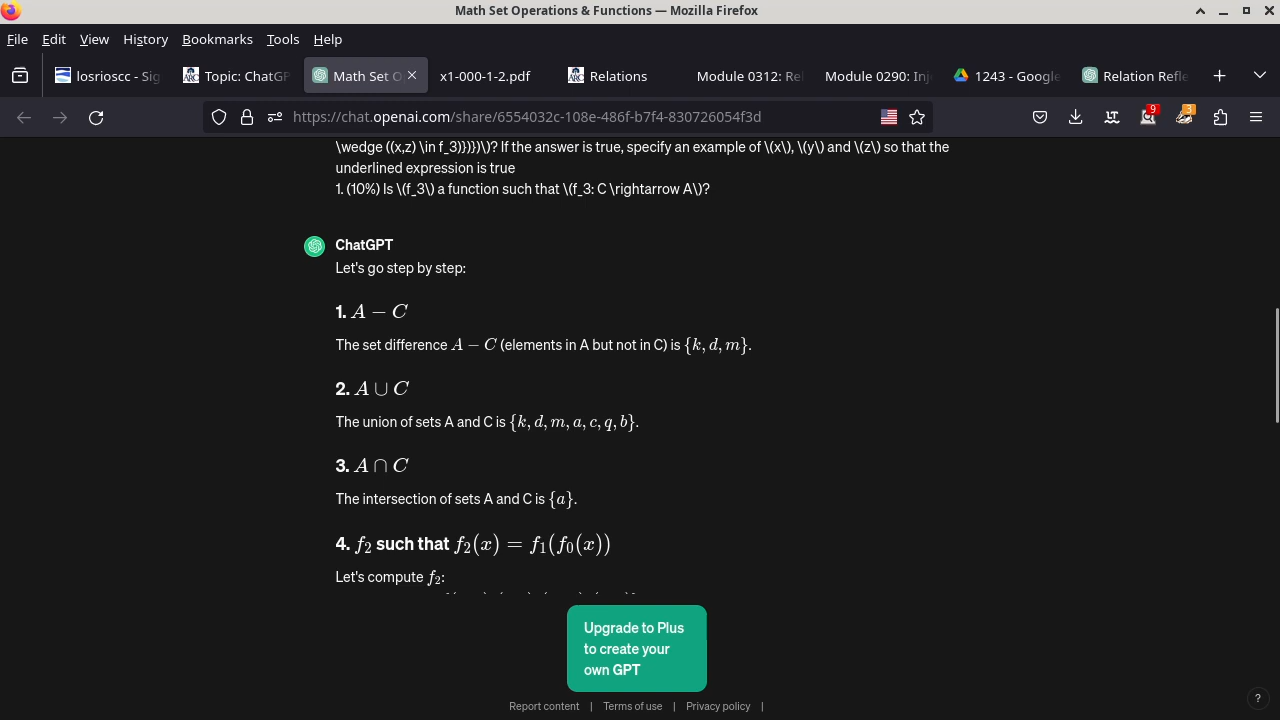 Math Set Operations & Functions — Mozilla Firefox
File Edit View History Bookmarks Tools Help
losrioscc - Sig
Topic: ChatGP
Math Set O
x1-000-1-2.pdf
Relations
Module 0312: Rel
Module 0290: Inj
1243 - Google
Relation Refle
https://chat.openai.com/share/6554032c-108e-486f-b7f4-830726054f3d
9
3
\wedge ((x,z) \in f_3)})})\)? If the answer is true, specify an example of \(x\), \(y\) and \(z\) so that the
underlined expression is true
1. (10%) Is \(f_3\) a function such that \(f_3: C \rightarrow A\)?
ChatGPT
Let's go step by step:
1. A − C
The set difference A − C (elements in A but not in C) is {k, d, m}.
2. A ∪ C
The union of sets A and C is {k, d, m, a, c, q, b}.
3. A ∩ C
The intersection of sets A and C is {a}.
4. f₂ such that f₂(x) = f₁(f₀(x))
Let's compute f₂:
Upgrade to Plus
to create your
own GPT
Report content | Terms of use | Privacy policy |
?